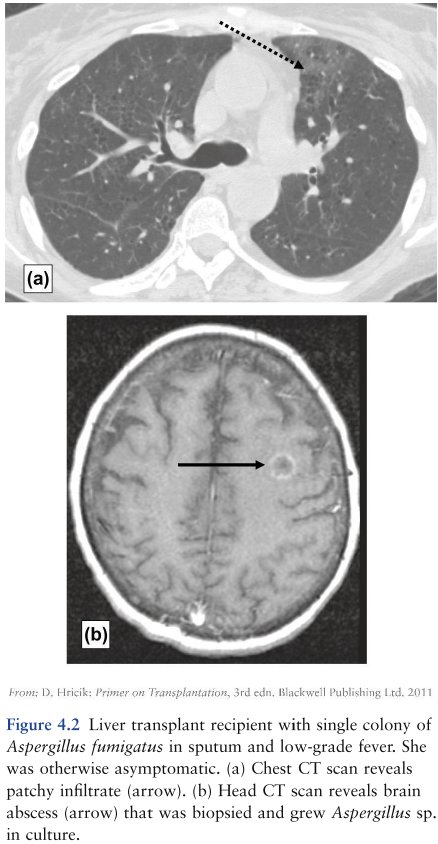 (a)
(b)
From: D. Hricik: Primer on Transplantation, 3rd edn. Blackwell Publishing Ltd. 2011
Figure 4.2 Liver transplant recipient with single colony of
Aspergillus fumigatus in sputum and low-grade fever. She
was otherwise asymptomatic. (a) Chest CT scan reveals
patchy infiltrate (arrow). (b) Head CT scan reveals brain
abscess (arrow) that was biopsied and grew Aspergillus sp.
in culture.